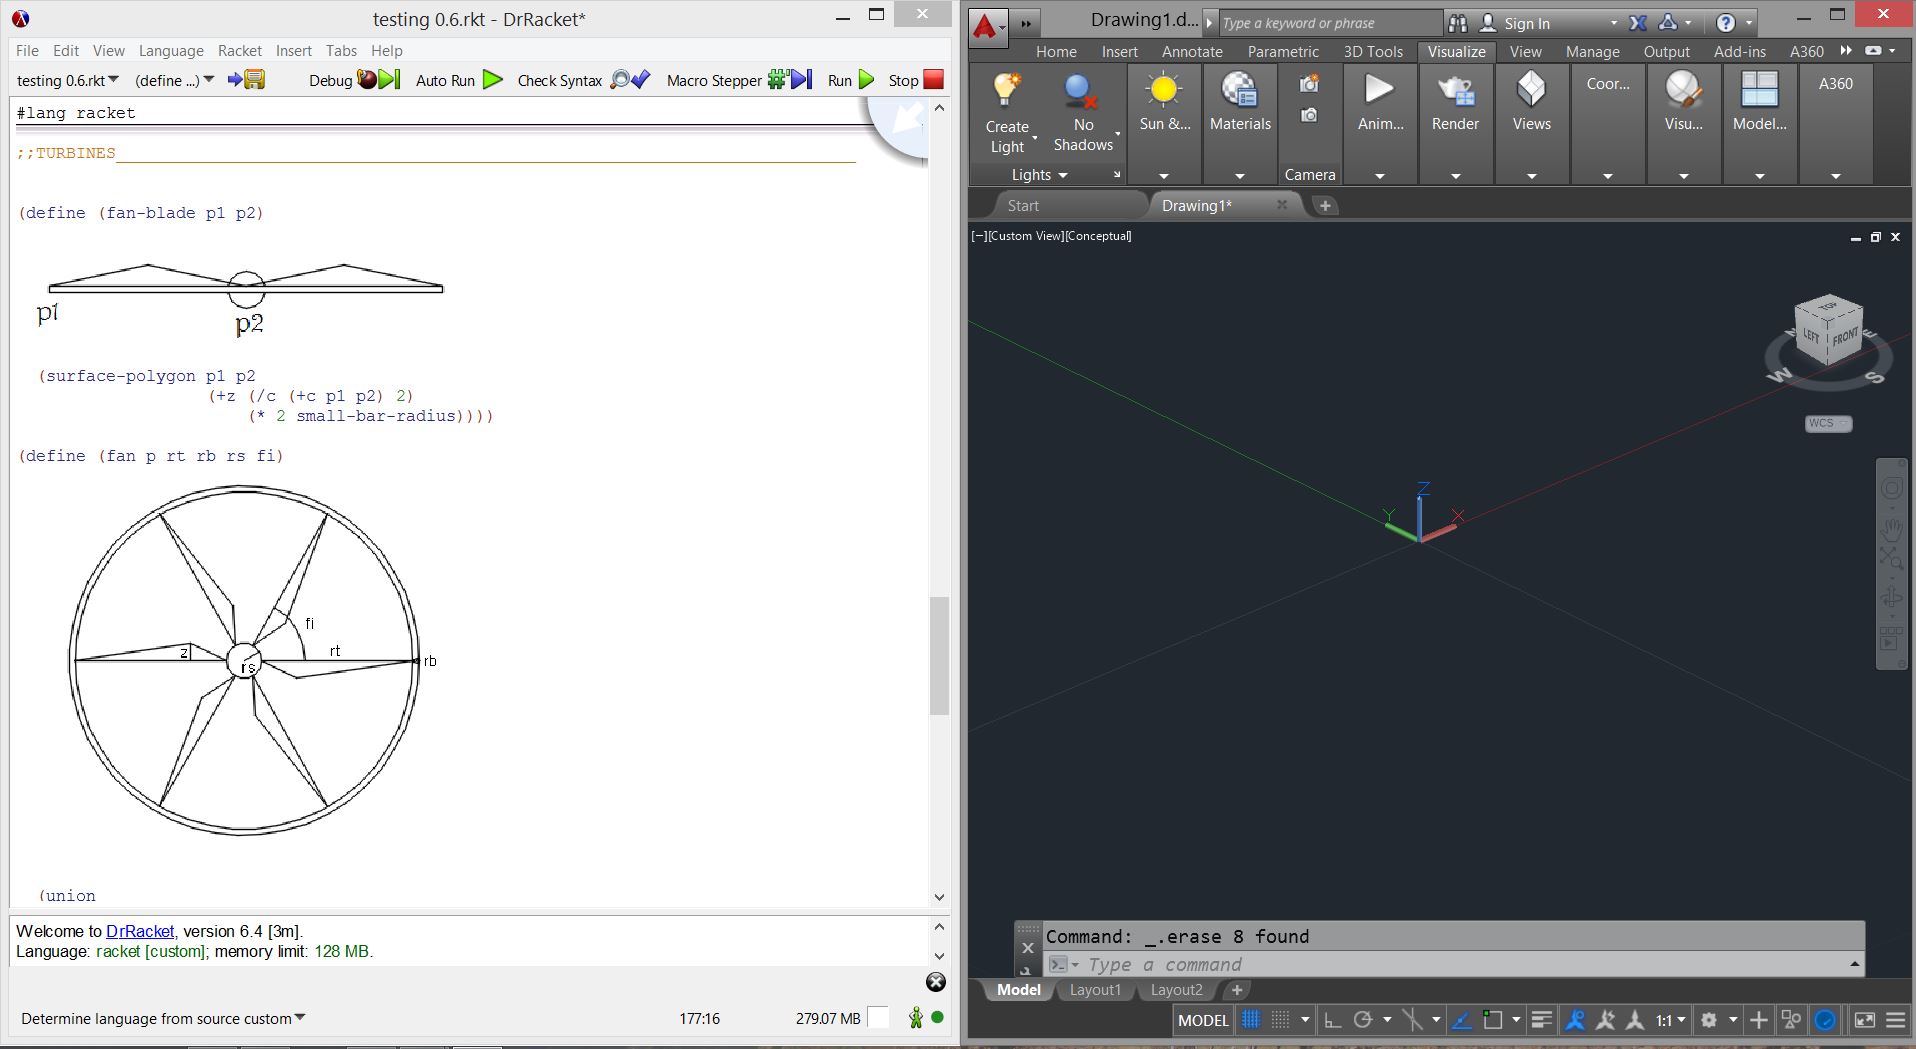 testing 0.6.rkt - DrRacket*
File Edit View Language Racket Insert Tabs Help
testing 0.6.rkt (define ...) Debug Auto Run Check Syntax Macro Stepper Run Stop
#lang racket
;;TURBINES__________________________________________________________________________
(define (fan-blade p1 p2)
p1
p2
(surface-polygon p1 p2
(+z (/c (+c p1 p2) 2)
(* 2 small-bar-radius))))
(define (fan p rt rb rs fi)
fi
z rt
rs rb
(union
Welcome to DrRacket, version 6.4 [3m].
Language: racket [custom]; memory limit: 128 MB.
Determine language from source custom 177:16 279.07 MB
Drawing1.d... Type a keyword or phrase Sign In
Home Insert Annotate Parametric 3D Tools Visualize View Manage Output Add-ins A360
Create Light
No Shadows
Sun &...
Materials
Anim...
Render
Views
Coor...
Visu...
Model...
A360
Lights Camera
Start Drawing1*
[−][Custom View][Conceptual]
TOP
LEFT FRONT
N E
W S
WCS
Z
Y X
Command: _.erase 8 found
Type a command
Model Layout1 Layout2
MODEL 1:1